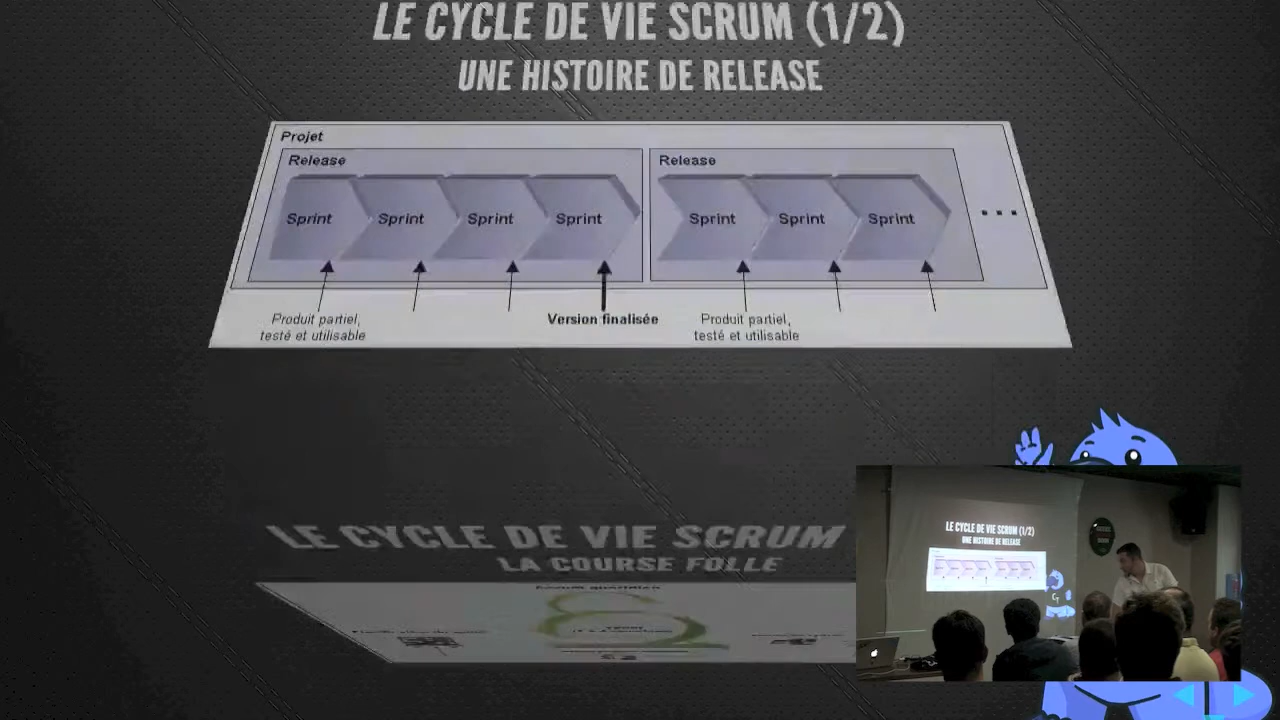 LE CYCLE DE VIE SCRUM (1/2)
UNE HISTOIRE DE RELEASE
Projet
Release
Release
Sprint
Sprint
Sprint
Sprint
Sprint
Sprint
Sprint
...
Produit partiel,
testé et utilisable
Version finalisée
Produit partiel,
testé et utilisable
LE CYCLE DE VIE SCRUM
LA COURSE FOLLE
LE CYCLE DE VIE SCRUM (1/2)
UNE HISTOIRE DE RELEASE